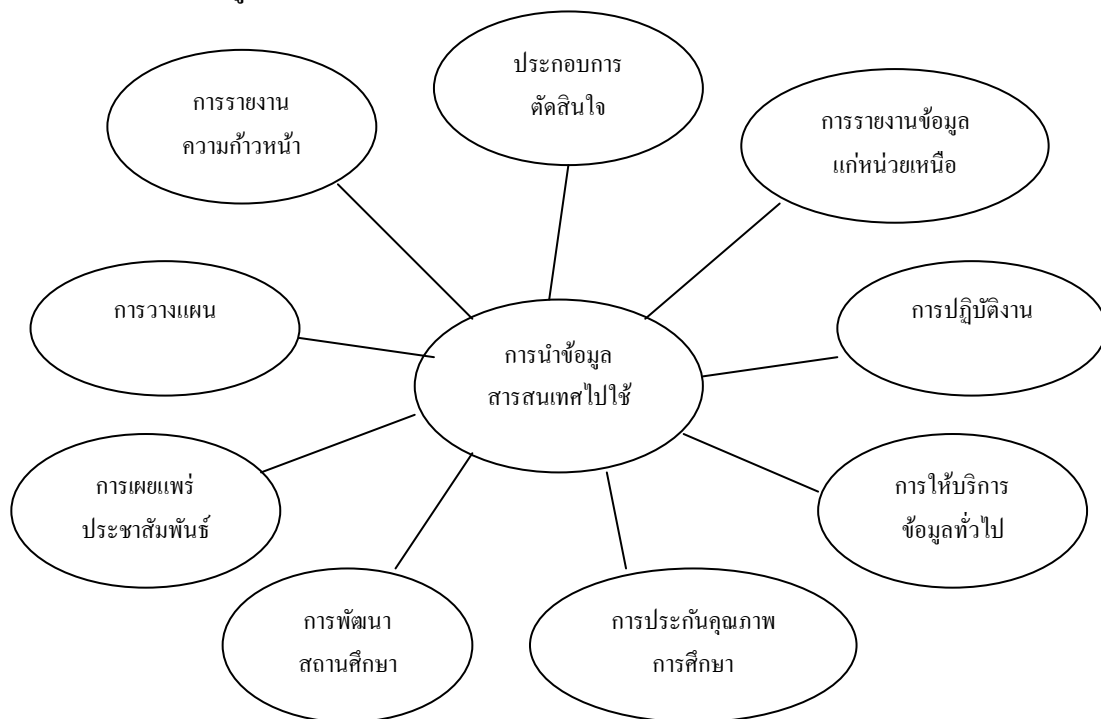 ประกอบการ
ตัดสินใจ
การรายงาน
ความก้าวหน้า
การรายงานข้อมูล
แก่หน่วยเหนือ
การวางแผน
การปฏิบัติงาน
การนำข้อมูล
สารสนเทศไปใช้
การเผยแพร่
ประชาสัมพันธ์
การให้บริการ
ข้อมูลทั่วไป
การพัฒนา
สถานศึกษา
การประกันคุณภาพ
การศึกษา